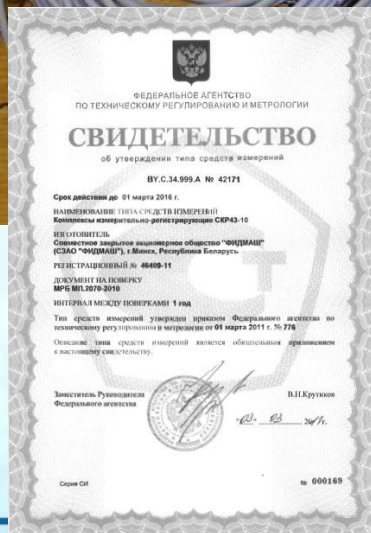 ФЕДЕРАЛЬНОЕ АГЕНТСТВО
ПО ТЕХНИЧЕСКОМУ РЕГУЛИРОВАНИЮ И МЕТРОЛОГИИ
СВИДЕТЕЛЬСТВО
об утверждении типа средств измерений
BY.C.34.999.A № 42171
Срок действия до 01 марта 2016 г.
НАИМЕНОВАНИЕ ТИПА СРЕДСТВ ИЗМЕРЕНИЙ
Комплексы измерительно-регистрирующие СКР43-10
ИЗГОТОВИТЕЛЬ
Совместное закрытое акционерное общество "ФИДМАШ"
(СЗАО "ФИДМАШ"), г.Минск, Республика Беларусь
РЕГИСТРАЦИОННЫЙ № 46409-11
ДОКУМЕНТ НА ПОВЕРКУ
МРБ МП.2070-2010
ИНТЕРВАЛ МЕЖДУ ПОВЕРКАМИ 1 год
Тип средств измерений утвержден приказом Федерального агентства по
техническому регулированию и метрологии от 01 марта 2011 г. № 776
Описание типа средств измерений является обязательным приложением
к настоящему свидетельству.
Заместитель Руководителя
Федерального агентства
В.Н.Крутиков
Серия СИ
№ 000169